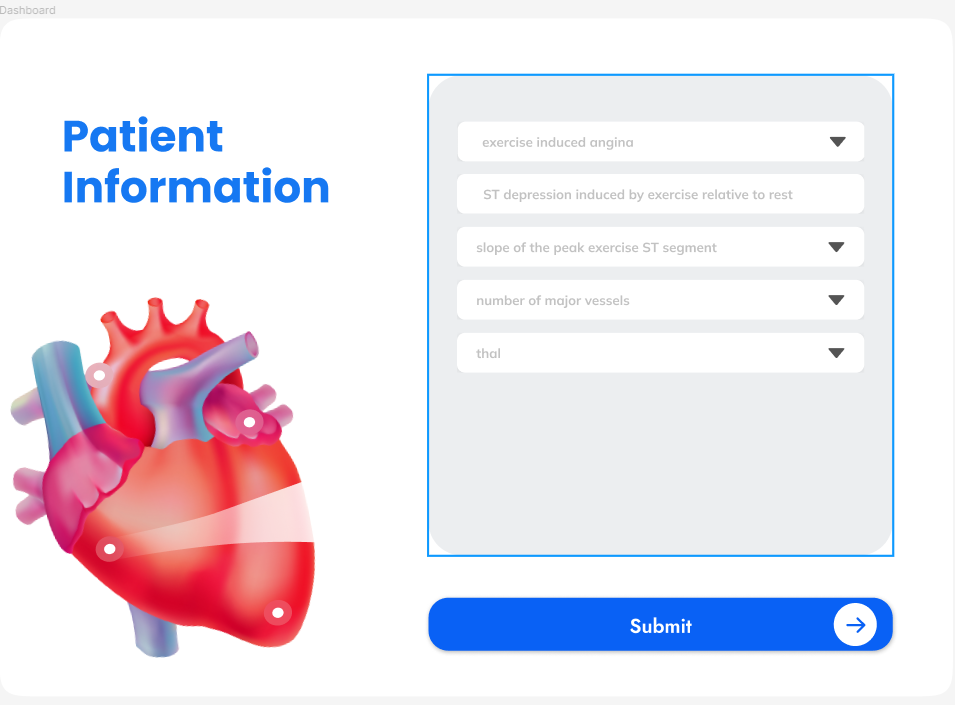 Dashboard
Patient
Information
exercise induced angina
ST depression induced by exercise relative to rest
slope of the peak exercise ST segment
number of major vessels
thal
Submit